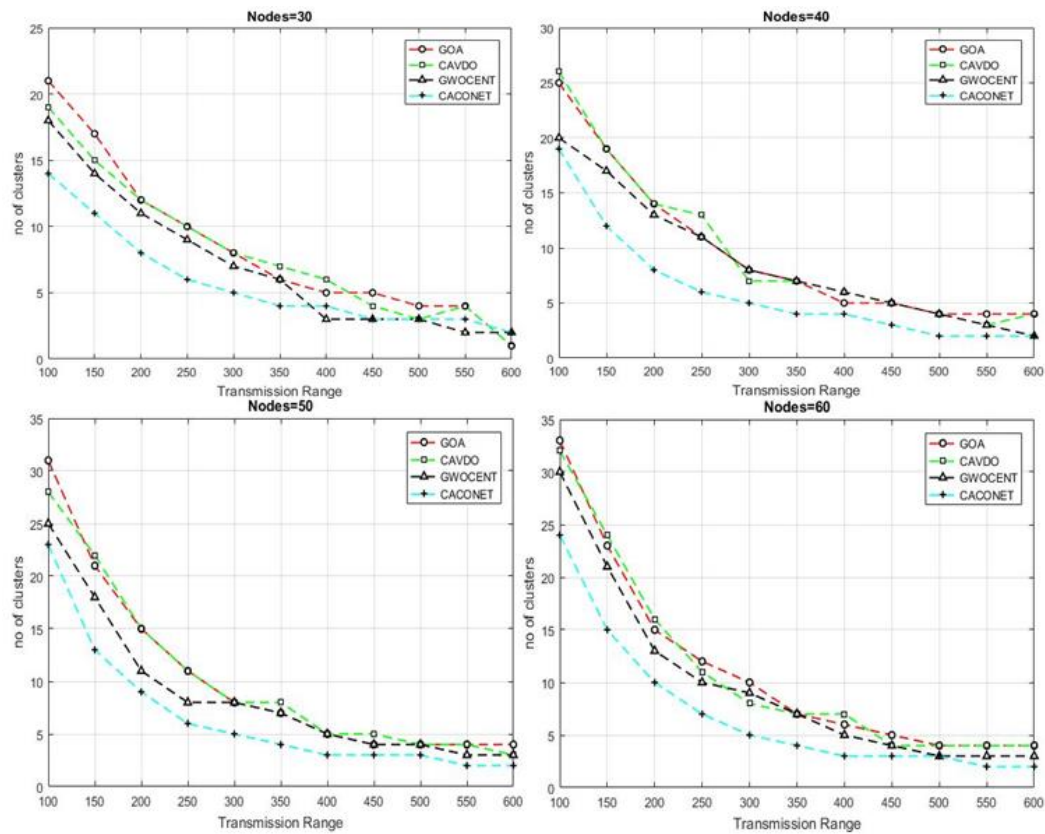 Nodes=30
25
20
15
10
5
0
no of clusters
GOA
CAVDO
GWOCENT
CACONET
100 150 200 250 300 350 400 450 500 550 600
Transmission Range
Nodes=40
30
25
20
15
10
5
0
no of clusters
GOA
CAVDO
GWOCENT
CACONET
100 150 200 250 300 350 400 450 500 550 600
Transmission Range
Nodes=50
35
30
25
20
15
10
5
0
no of clusters
GOA
CAVDO
GWOCENT
CACONET
100 150 200 250 300 350 400 450 500 550 600
Transmission Range
Nodes=60
35
30
25
20
15
10
5
0
no of clusters
GOA
CAVDO
GWOCENT
CACONET
100 150 200 250 300 350 400 450 500 550 600
Transmission Range